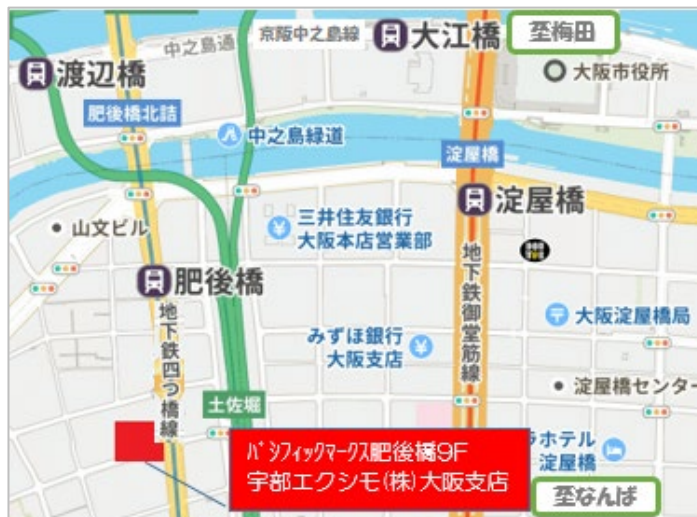 中之島通
京阪中之島線
大江橋
至梅田
渡辺橋
大阪市役所
肥後橋北詰
中之島緑道
淀屋橋
淀屋橋
三井住友銀行
大阪本店営業部
山文ビル
肥後橋
地下鉄四つ橋線
地下鉄御堂筋線
大阪淀屋橋局
みずほ銀行
大阪支店
淀屋橋センター
土佐堀
パシフィックマークス肥後橋9F
宇部エクシモ(株)大阪支店
ラホテル
淀屋橋
至なんば